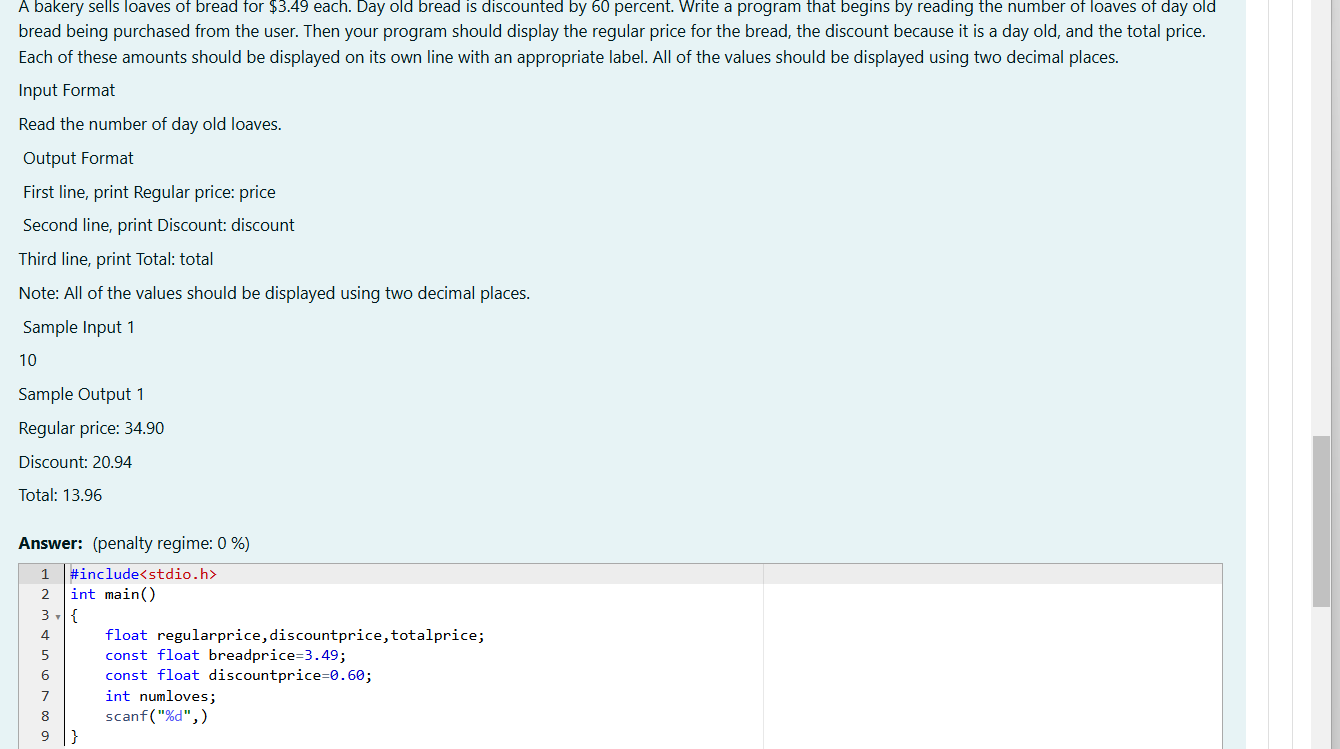 A bakery sells loaves of bread for $3.49 each. Day old bread is discounted by 60 percent. Write a program that begins by reading the number of loaves of day old
bread being purchased from the user. Then your program should display the regular price for the bread, the discount because it is a day old, and the total price.
Each of these amounts should be displayed on its own line with an appropriate label. All of the values should be displayed using two decimal places.
Input Format
Read the number of day old loaves.
Output Format
First line, print Regular price: price
Second line, print Discount: discount
Third line, print Total: total
Note: All of the values should be displayed using two decimal places.
Sample Input 1
10
Sample Output 1
Regular price: 34.90
Discount: 20.94
Total: 13.96
Answer: (penalty regime: 0 %)
1 #include<stdio.h>
2 int main()
3 {
4 float regularprice,discountprice,totalprice;
5 const float breadprice=3.49;
6 const float discountprice=0.60;
7 int numloves;
8 scanf("%d",)
9 }